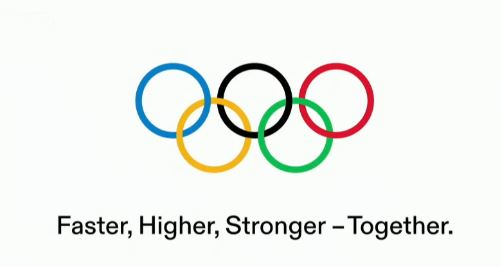 Faster, Higher, Stronger – Together.